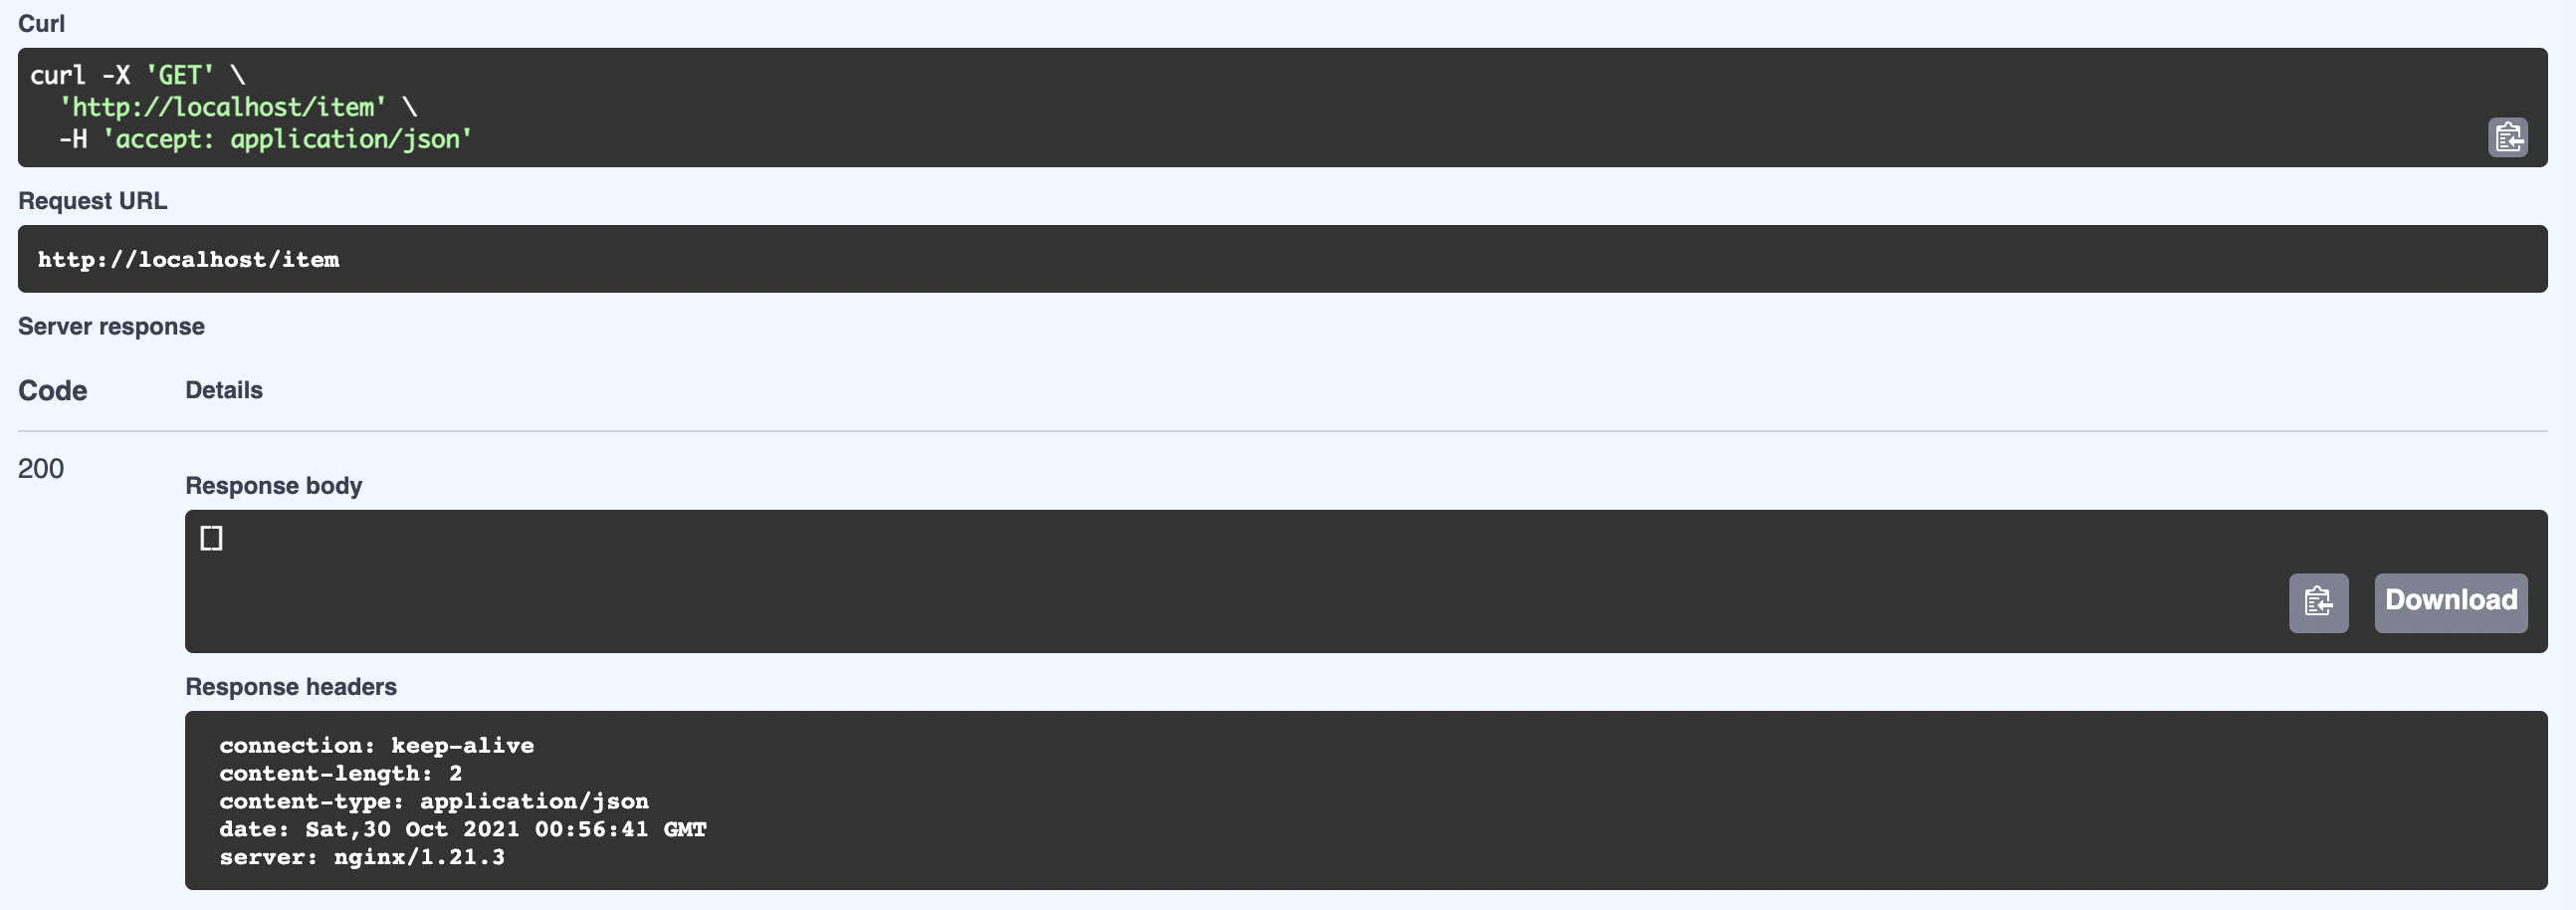 Curl
curl -X 'GET' \
  'http://localhost/item' \
  -H 'accept: application/json'
Request URL
http://localhost/item
Server response
Code Details
200
Response body
[]
Download
Response headers
connection: keep-alive
content-length: 2
content-type: application/json
date: Sat,30 Oct 2021 00:56:41 GMT
server: nginx/1.21.3